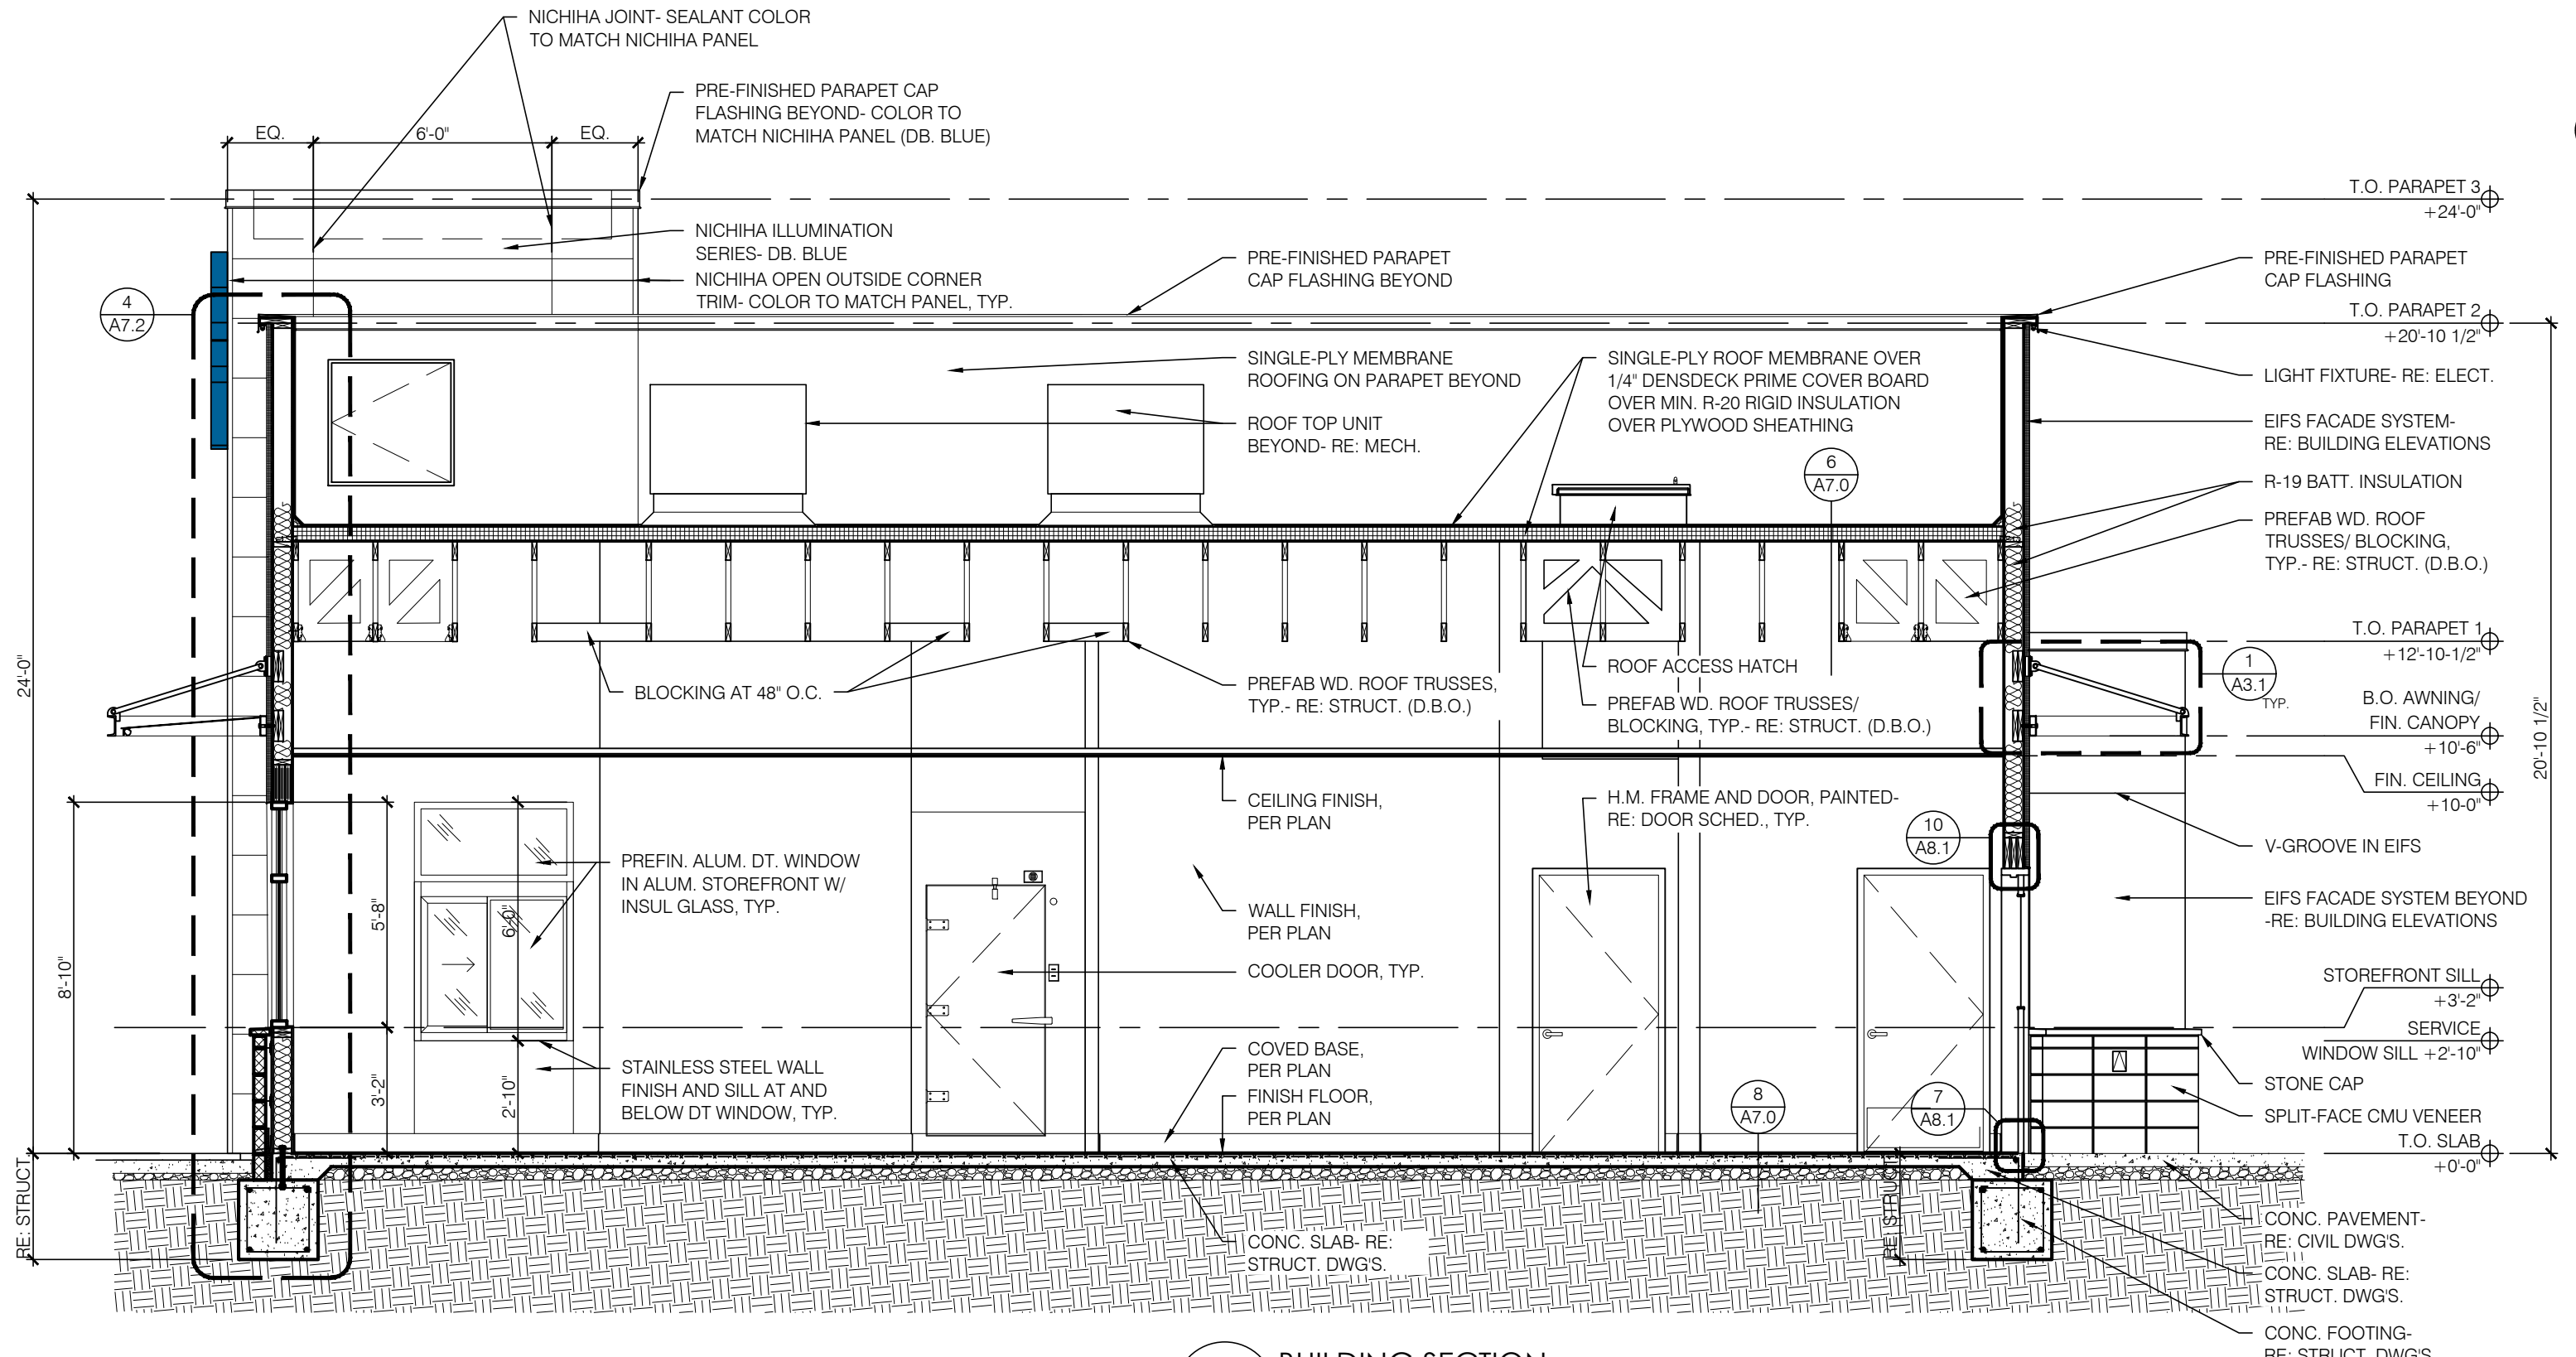 NICHIHA JOINT- SEALANT COLOR
TO MATCH NICHIHA PANEL
PRE-FINISHED PARAPET CAP
FLASHING BEYOND- COLOR TO
MATCH NICHIHA PANEL (DB. BLUE)
EQ.
6'-0"
EQ.
T.O. PARAPET 3
+24'-0"
NICHIHA ILLUMINATION
SERIES- DB. BLUE
NICHIHA OPEN OUTSIDE CORNER
TRIM- COLOR TO MATCH PANEL, TYP.
PRE-FINISHED PARAPET
CAP FLASHING BEYOND
PRE-FINISHED PARAPET
CAP FLASHING
4
A7.2
T.O. PARAPET 2
+20'-10 1/2"
SINGLE-PLY MEMBRANE
ROOFING ON PARAPET BEYOND
SINGLE-PLY ROOF MEMBRANE OVER
1/4" DENSDECK PRIME COVER BOARD
OVER MIN. R-20 RIGID INSULATION
OVER PLYWOOD SHEATHING
LIGHT FIXTURE- RE: ELECT.
ROOF TOP UNIT
BEYOND- RE: MECH.
EIFS FACADE SYSTEM-
RE: BUILDING ELEVATIONS
6
A7.0
R-19 BATT. INSULATION
PREFAB WD. ROOF
TRUSSES/ BLOCKING,
TYP.- RE: STRUCT. (D.B.O.)
T.O. PARAPET 1
+12'-10-1/2"
24'-0"
BLOCKING AT 48" O.C.
PREFAB WD. ROOF TRUSSES,
TYP.- RE: STRUCT. (D.B.O.)
ROOF ACCESS HATCH
PREFAB WD. ROOF TRUSSES/
BLOCKING, TYP.- RE: STRUCT. (D.B.O.)
1
A3.1
TYP.
B.O. AWNING/
FIN. CANOPY
+10'-6"
20'-10 1/2"
FIN. CEILING
+10-0"
CEILING FINISH,
PER PLAN
H.M. FRAME AND DOOR, PAINTED-
RE: DOOR SCHED., TYP.
10
A8.1
V-GROOVE IN EIFS
PREFIN. ALUM. DT. WINDOW
IN ALUM. STOREFRONT W/
INSUL GLASS, TYP.
5'-8"
6'-0"
8'-10"
WALL FINISH,
PER PLAN
EIFS FACADE SYSTEM BEYOND
-RE: BUILDING ELEVATIONS
COOLER DOOR, TYP.
STOREFRONT SILL
+3'-2"
SERVICE
WINDOW SILL +2'-10"
COVED BASE,
PER PLAN
FINISH FLOOR,
PER PLAN
STAINLESS STEEL WALL
FINISH AND SILL AT AND
BELOW DT WINDOW, TYP.
3'-2"
2'-10"
8
A7.0
7
A8.1
STONE CAP
SPLIT-FACE CMU VENEER
T.O. SLAB
+0'-0"
RE: STRUCT
RE: STRUCT
CONC. SLAB- RE:
STRUCT. DWG'S.
CONC. PAVEMENT-
RE: CIVIL DWG'S.
CONC. SLAB- RE:
STRUCT. DWG'S.
CONC. FOOTING-
RE: STRUCT. DWG'S
BUILDING SECTION